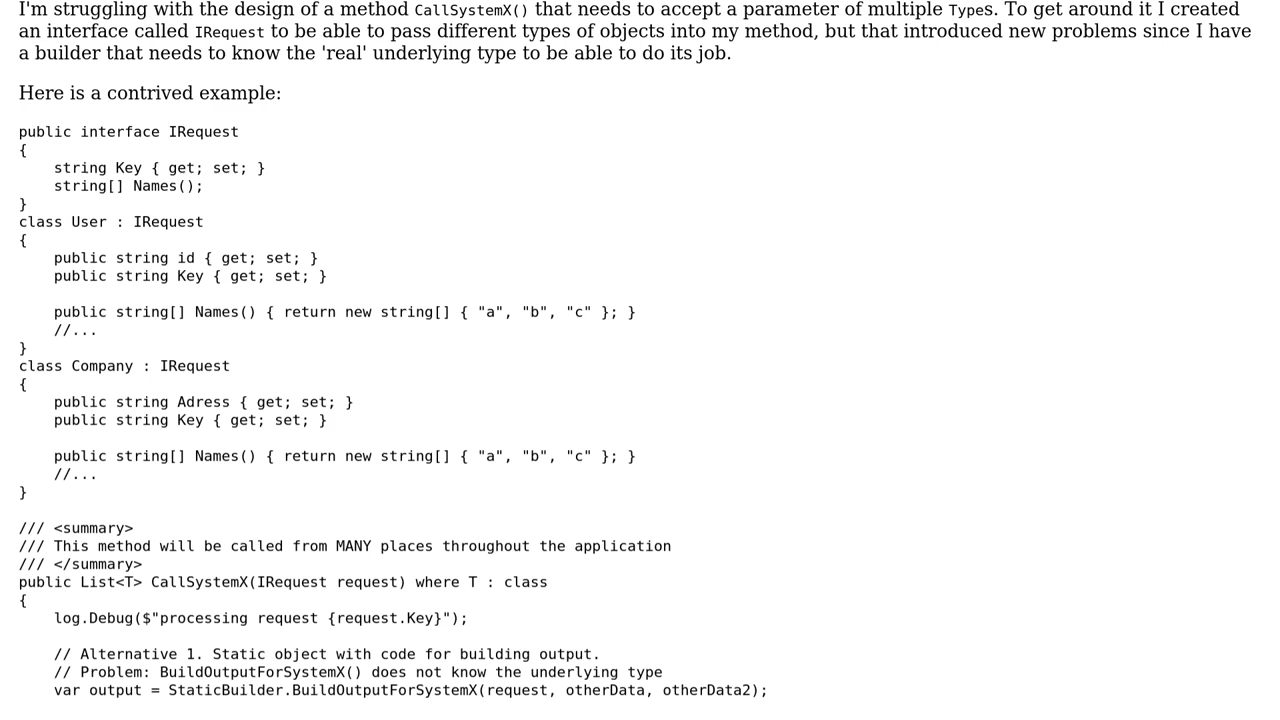 I'm struggling with the design of a method CallSystemX() that needs to accept a parameter of multiple Types. To get around it I created
an interface called IRequest to be able to pass different types of objects into my method, but that introduced new problems since I have
a builder that needs to know the 'real' underlying type to be able to do its job.
Here is a contrived example:
public interface IRequest
{
    string Key { get; set; }
    string[] Names();
}
class User : IRequest
{
    public string id { get; set; }
    public string Key { get; set; }
    public string[] Names() { return new string[] { "a", "b", "c" }; }
    //...
}
class Company : IRequest
{
    public string Adress { get; set; }
    public string Key { get; set; }
    public string[] Names() { return new string[] { "a", "b", "c" }; }
    //...
}
/// <summary>
/// This method will be called from MANY places throughout the application
/// </summary>
public List<T> CallSystemX(IRequest request) where T : class
{
    log.Debug($"processing request {request.Key}");
    // Alternative 1. Static object with code for building output.
    // Problem: BuildOutputForSystemX() does not know the underlying type
    var output = StaticBuilder.BuildOutputForSystemX(request, otherData, otherData2);